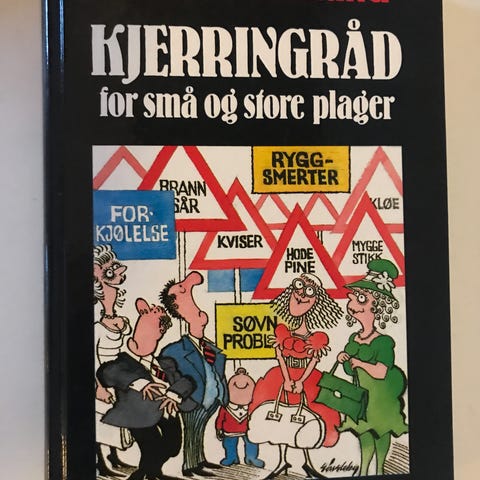 KJERRINGRÅD
for små og store plager
RYGG-
SMERTER
BRANN
SÅR
KLØE
FOR-
KJØLELSE
KVISER
HODE
PINE
MYGGE
STIKK
SØVN
PROBLE